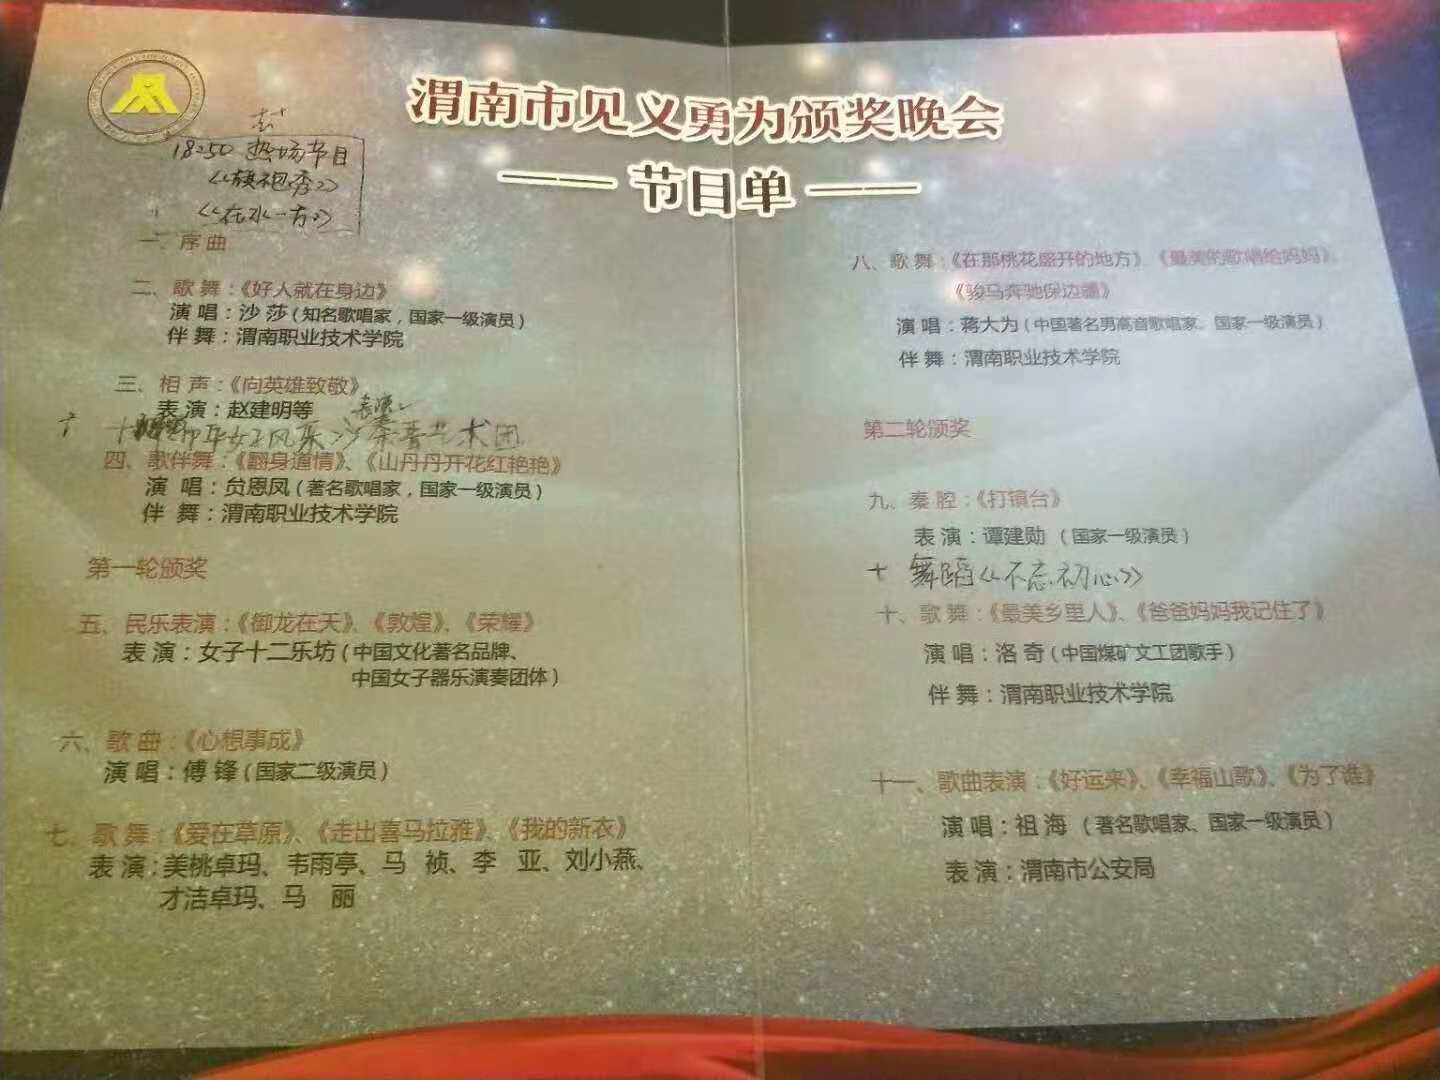 渭南市见义勇为颁奖晚会
—— 节目单 ——
18:50 热场节目
《旗袍秀》
《在水一方》
一、序曲
二、歌 舞：《好人就在身边》
演 唱：沙 莎（知名歌唱家，国家一级演员）
伴 舞：渭南职业技术学院
三、相 声：《向英雄致敬》
表 演：赵建明等
表演：
艺术团
四、歌伴舞：《翻身道情》、《山丹丹开花红艳艳》
演 唱：贠恩凤（著名歌唱家，国家一级演员）
伴 舞：渭南职业技术学院
第一轮颁奖
五、民乐表演：《御龙在天》、《敦煌》、《荣耀》
表 演：女子十二乐坊（中国文化著名品牌、
中国女子器乐演奏团体）
六、歌 曲：《心想事成》
演 唱：傅 锋（国家二级演员）
七、歌 舞：《爱在草原》、《走出喜马拉雅》、《我的新衣》
表 演：美桃卓玛、韦雨亭、马 祯、李 亚、刘小燕、
才洁卓玛、马 丽
八、歌 舞：《在那桃花盛开的地方》《最美的歌唱给妈妈》
《骏马奔驰保边疆》
演 唱：蒋大为（中国著名男高音歌唱家、国家一级演员）
伴 舞：渭南职业技术学院
第二轮颁奖
九、秦 腔：《打镇台》
表 演：谭建勋 （国家一级演员）
+ 舞蹈《不忘初心》
十、歌 舞：《最美乡里人》、《爸爸妈妈我记住了》
演 唱：洛 奇（中国煤矿文工团歌手）
伴 舞：渭南职业技术学院
十一、歌曲表演：《好运来》、《幸福山歌》、《为了谁》
演 唱：祖 海 （著名歌唱家、国家一级演员）
表 演：渭南市公安局